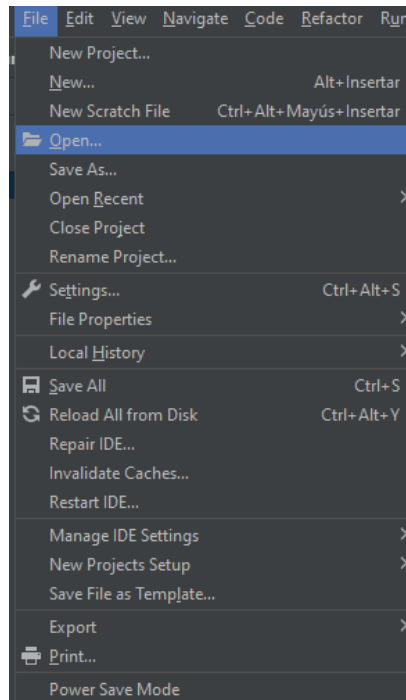 File Edit View Navigate Code Refactor Run
New Project...
New... Alt+Insertar
New Scratch File Ctrl+Alt+Mayús+Insertar
Open...
Save As...
Open Recent
Close Project
Rename Project...
Settings... Ctrl+Alt+S
File Properties
Local History
Save All Ctrl+S
Reload All from Disk Ctrl+Alt+Y
Repair IDE...
Invalidate Caches...
Restart IDE...
Manage IDE Settings
New Projects Setup
Save File as Template...
Export
Print...
Power Save Mode